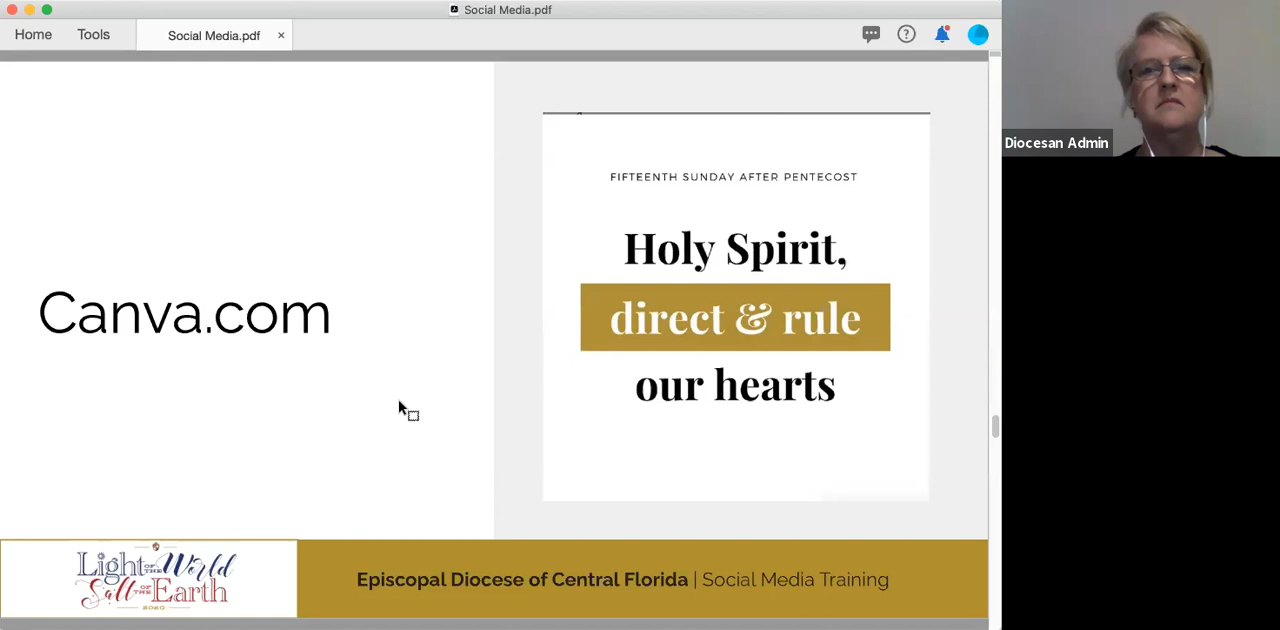 Social Media.pdf
Home Tools Social Media.pdf ×
Diocesan Admin
FIFTEENTH SUNDAY AFTER PENTECOST
Holy Spirit,
direct & rule
our hearts
Canva.com
Light OF THE World
Salt OF THE Earth
2020
Episcopal Diocese of Central Florida | Social Media Training